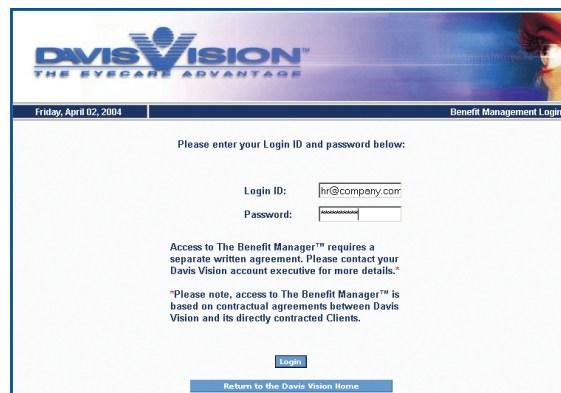 DAVIS VISION™
THE EYECARE ADVANTAGE
Friday, April 02, 2004 Benefit Management Login
Please enter your Login ID and password below:
Login ID: hr@company.com
Password: **********
Access to The Benefit Manager™ requires a
separate written agreement. Please contact your
Davis Vision account executive for more details.*
*Please note, access to The Benefit Manager™ is
based on contractual agreements between Davis
Vision and its directly contracted Clients.
Login
Return to the Davis Vision Home